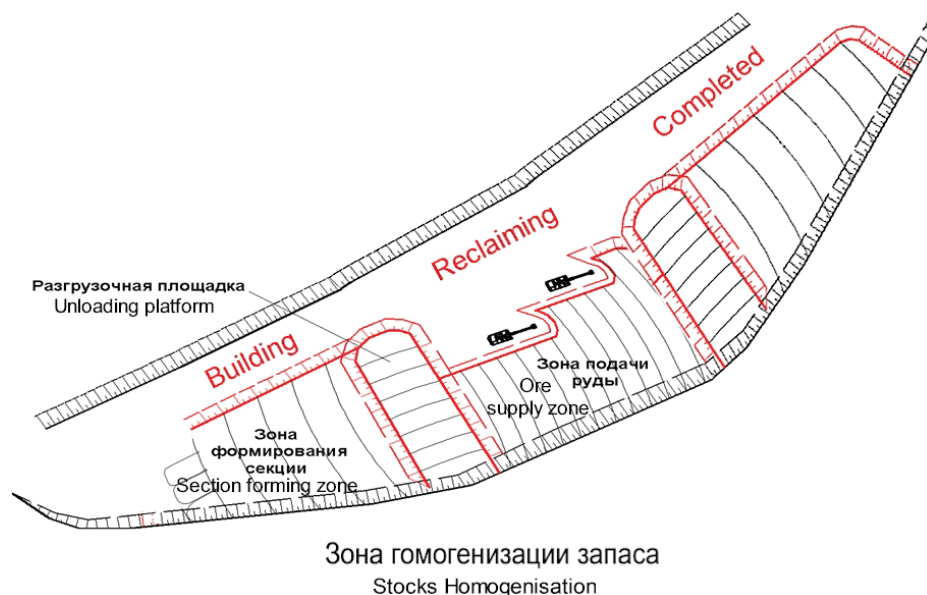 Completed
Reclaiming
Разгрузочная площадка
Unloading platform
Building
Зона подачи
руды
Ore
supply zone
Зона
формирования
секции
Section forming zone
Зона гомогенизации запаса
Stocks Homogenisation